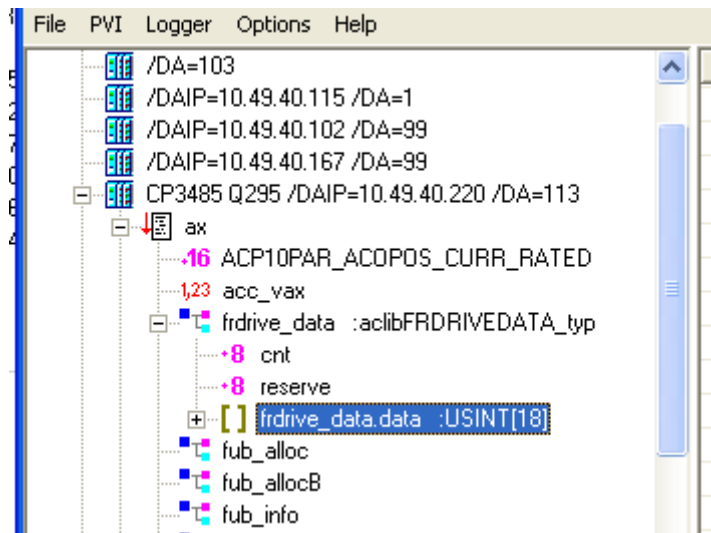 File PVI Logger Options Help
/DA=103
/DAIP=10.49.40.115 /DA=1
/DAIP=10.49.40.102 /DA=99
/DAIP=10.49.40.167 /DA=99
CP3485 Q295 /DAIP=10.49.40.220 /DA=113
ax
+16 ACP10PAR_ACOPOS_CURR_RATED
1,23 acc_vax
frdrive_data :aclibFRDRIVEDATA_typ
+8 cnt
+8 reserve
[ ] frdrive_data.data :USINT[18]
fub_alloc
fub_allocB
fub_info